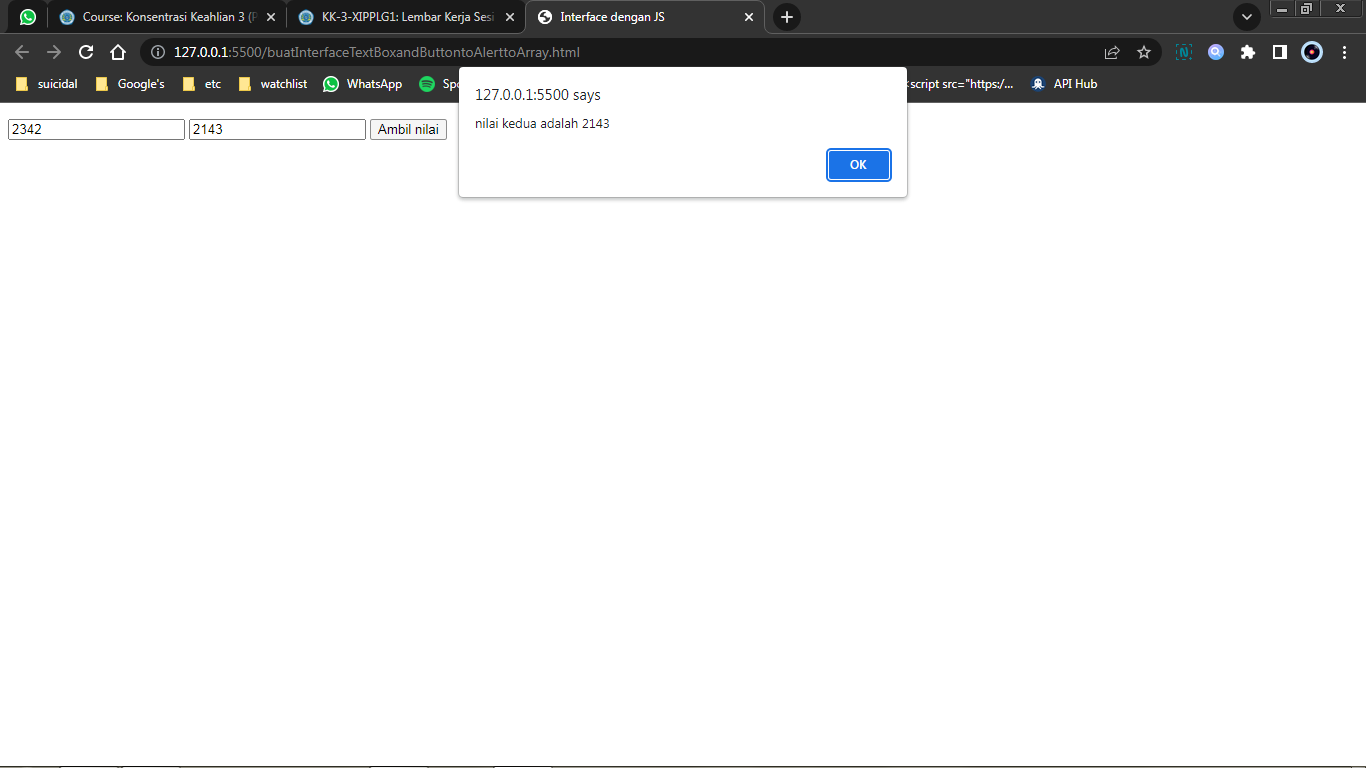 Course: Konsentrasi Keahlian 3 (P
KK-3-XIPPLG1: Lembar Kerja Sesi
Interface dengan JS
127.0.0.1:5500/buatInterfaceTextBoxandButtontoAlerttoArray.html
suicidal
Google's
etc
watchlist
WhatsApp
Spo
<script src="https:/...
API Hub
127.0.0.1:5500 says
nilai kedua adalah 2143
OK
2342
2143
Ambil nilai